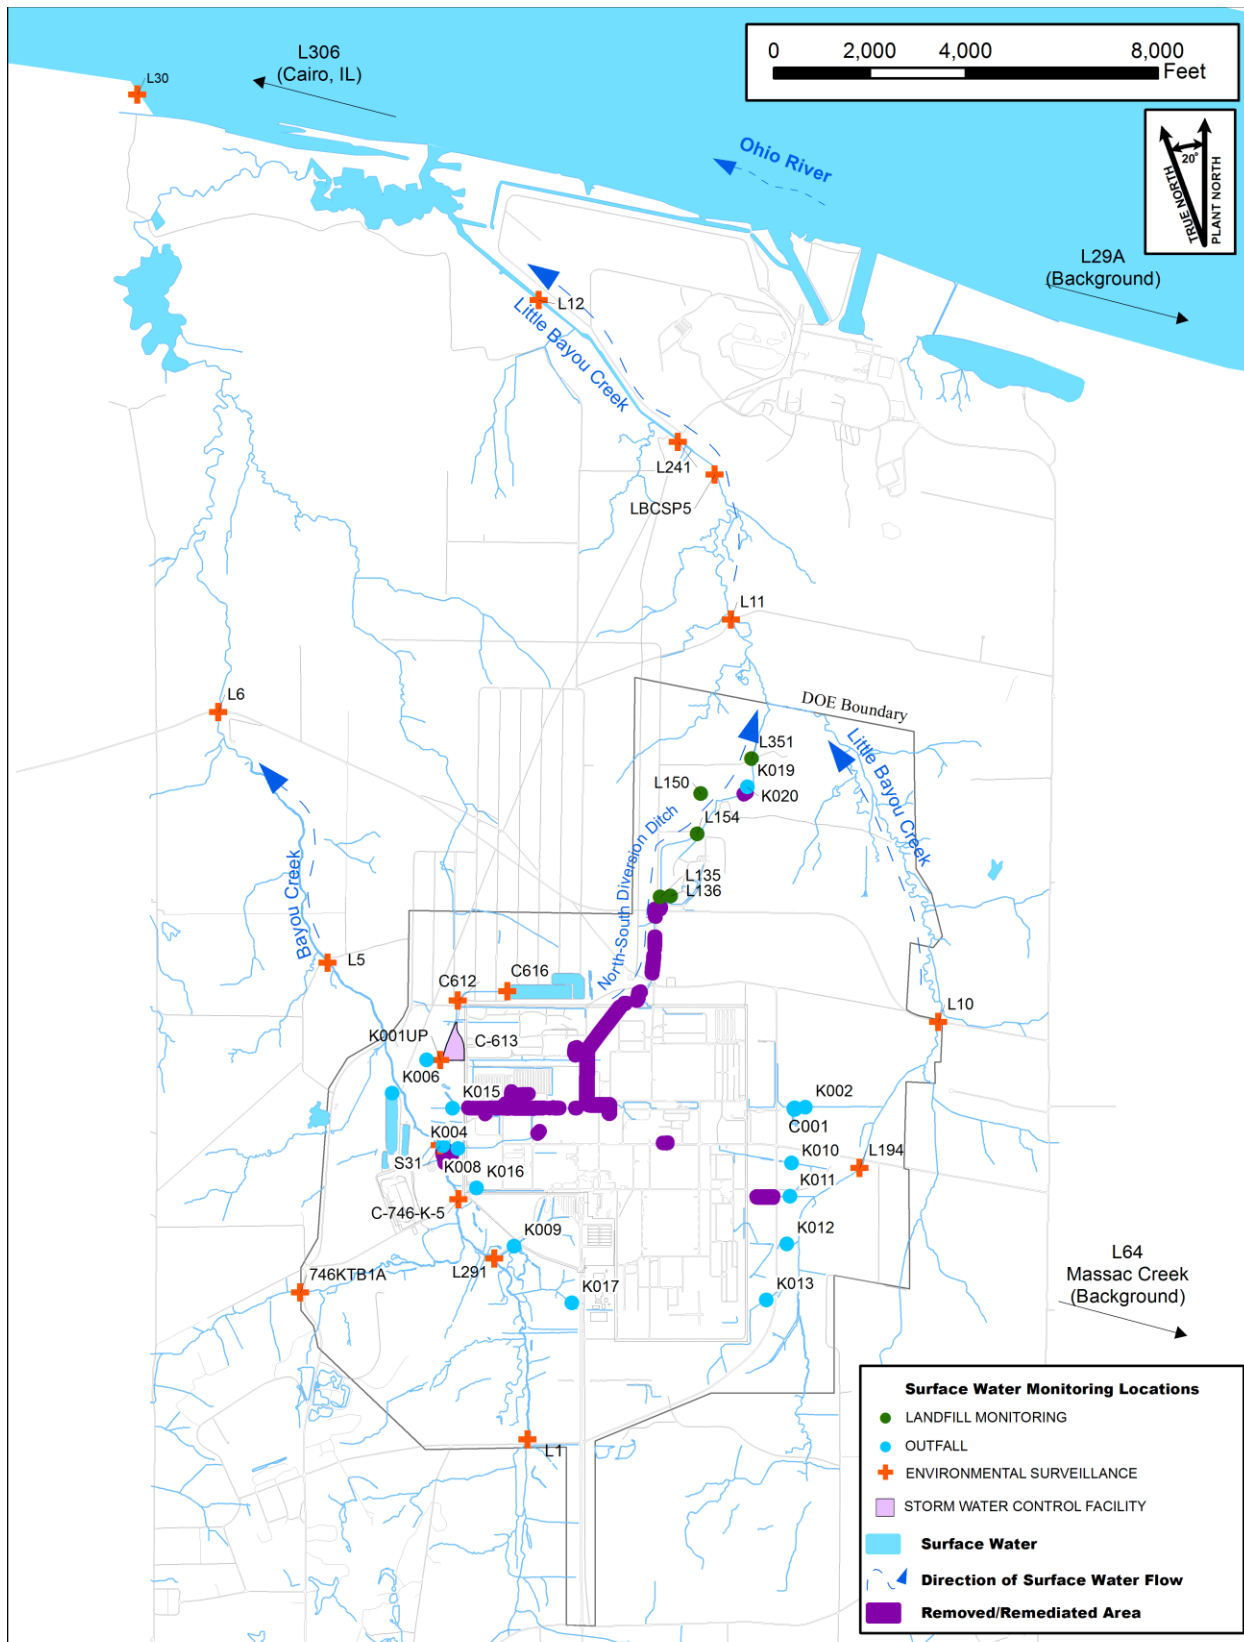 L306
(Cairo, IL)
L30
0 2,000 4,000 8,000
Feet
TRUE NORTH
20°
PLANT NORTH
Ohio River
L29A
(Background)
L12
Little Bayou Creek
L241
LBCSP5
L11
L6
DOE Boundary
Little Bayou Creek
L351
K019
K020
L150
L154
North-South Diversion Ditch
L135
L136
Bayou Creek
L5
C612
C616
L10
K001UP
C-613
K006
K015
K002
C001
K004
K010
L194
S31
K008
K016
K011
C-746-K-5
K009
K012
L291
746KTB1A
K017
K013
L64
Massac Creek
(Background)
L1
Surface Water Monitoring Locations
LANDFILL MONITORING
OUTFALL
ENVIRONMENTAL SURVEILLANCE
STORM WATER CONTROL FACILITY
Surface Water
Direction of Surface Water Flow
Removed/Remediated Area